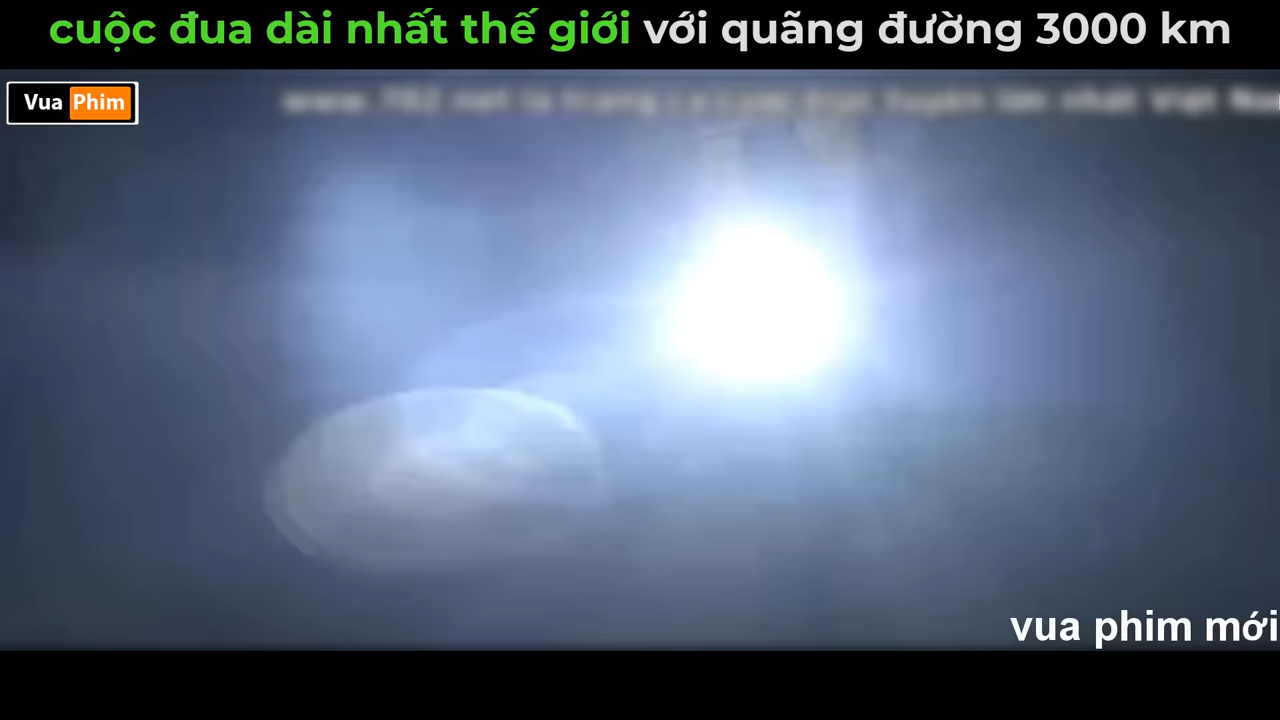 cuộc đua dài nhất thế giới với quãng đường 3000 km
Vua Phim
vua phim mới